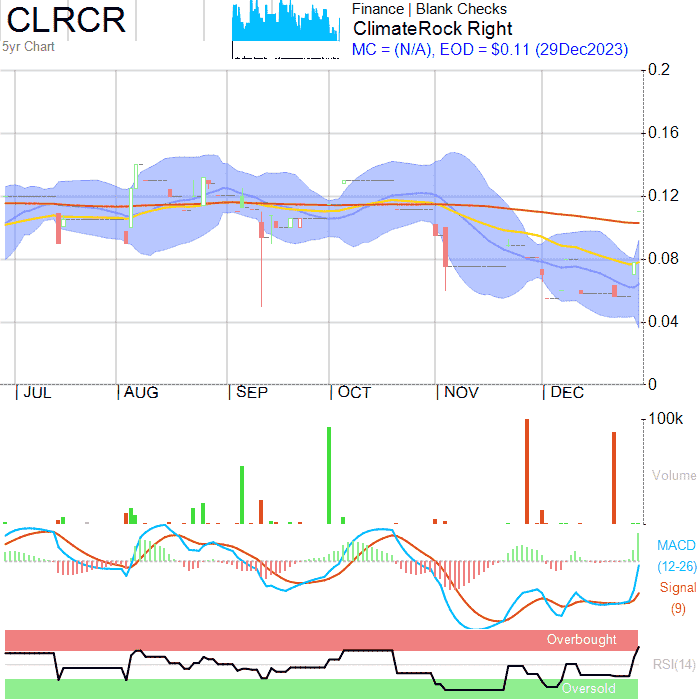 CLRCR
5yr Chart
Finance | Blank Checks
ClimateRock Right
MC = (N/A), EOD = $0.11 (29Dec2023)
0.2
0.16
0.12
0.08
0.04
0
| JUL | AUG | SEP | OCT | NOV | DEC
100k
Volume
MACD
(12-26)
Signal
(9)
Overbought
RSI(14)
Oversold